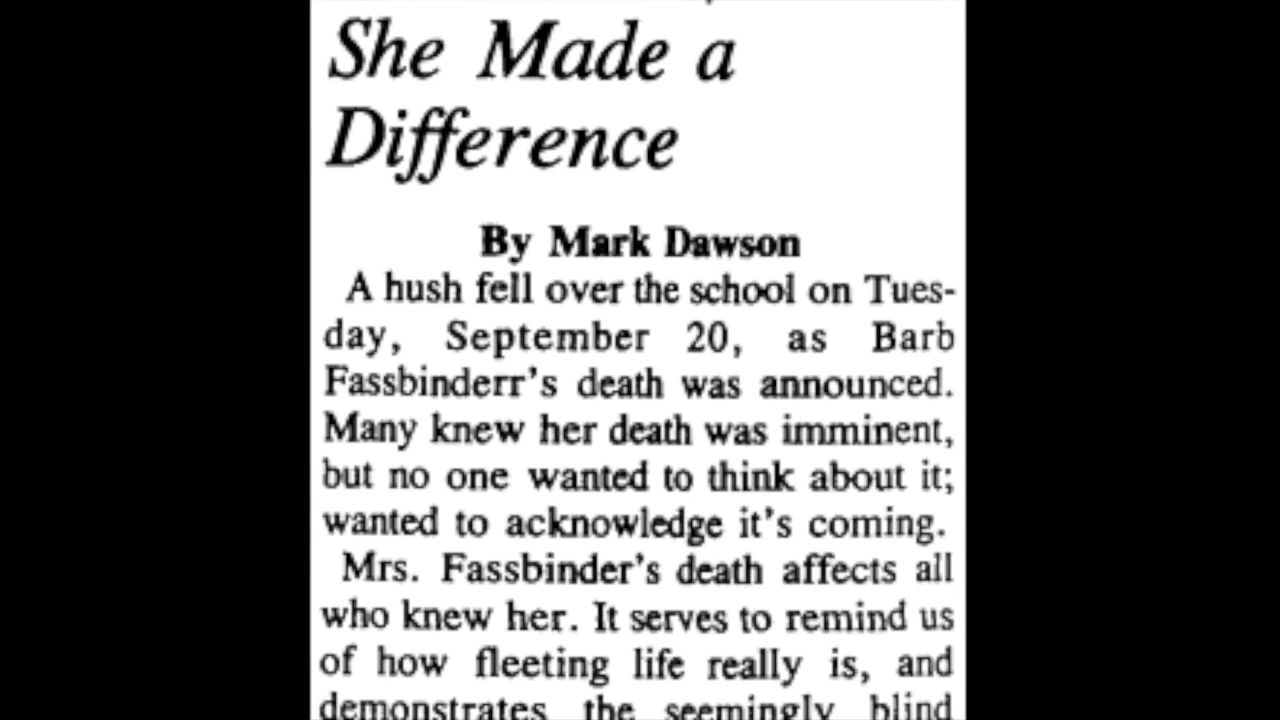 She Made a
Difference
By Mark Dawson
A hush fell over the school on Tues-
day, September 20, as Barb
Fassbinderr's death was announced.
Many knew her death was imminent,
but no one wanted to think about it;
wanted to acknowledge it's coming.
Mrs. Fassbinder's death affects all
who knew her. It serves to remind us
of how fleeting life really is, and
demonstrates the seemingly blind